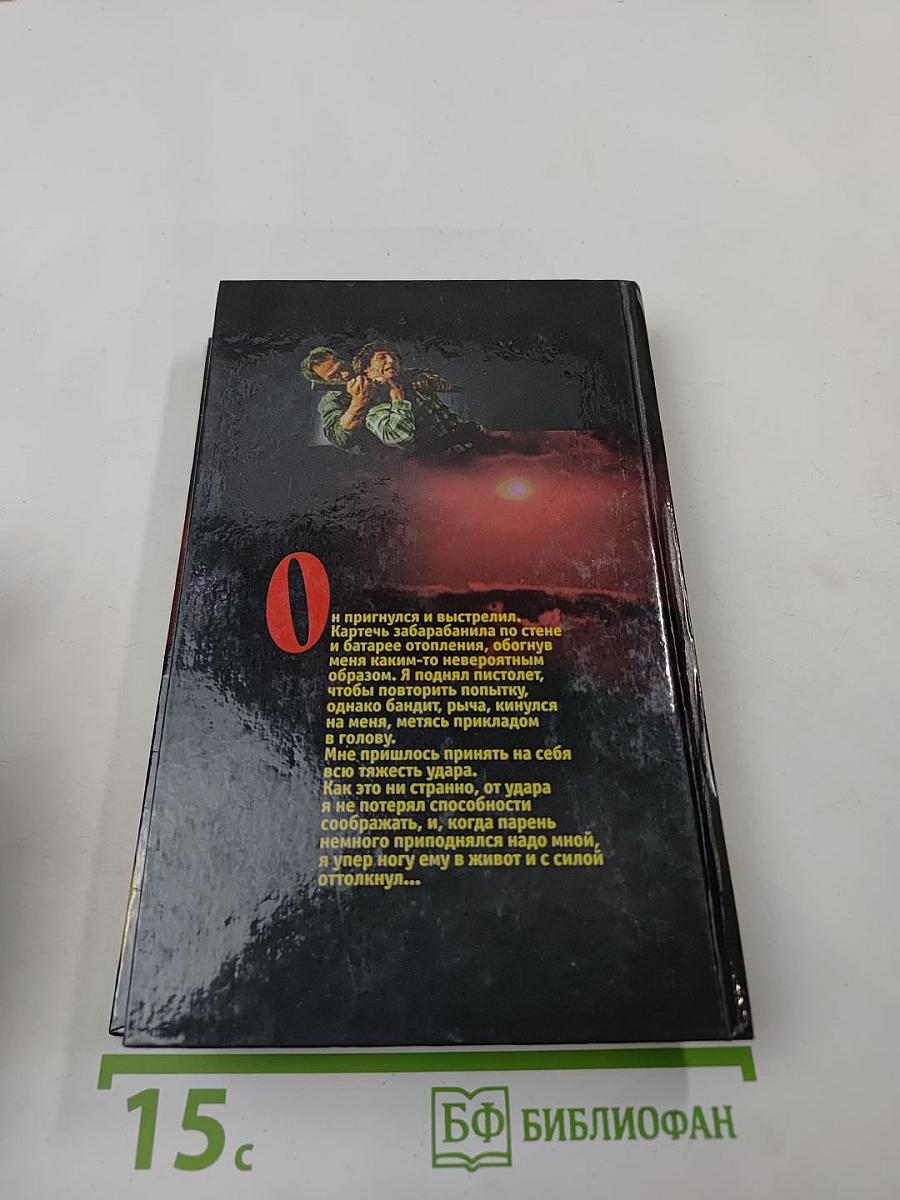 Он пригнулся и выстрелил.
Картечь забарабанила по стене
и батарее отопления, обогнув
меня каким-то невероятным
образом. Я поднял пистолет,
чтобы повторить попытку,
однако бандит, рыча, кинулся
на меня, метясь прикладом
в голову.
Мне пришлось принять на себя
всю тяжесть удара.
Как это ни странно, от удара
я не потерял способности
соображать, и, когда парень
немного приподнялся надо мной,
я упер ногу ему в живот и с силой
оттолкнул...
15 с
БФ БИБЛИОФАН